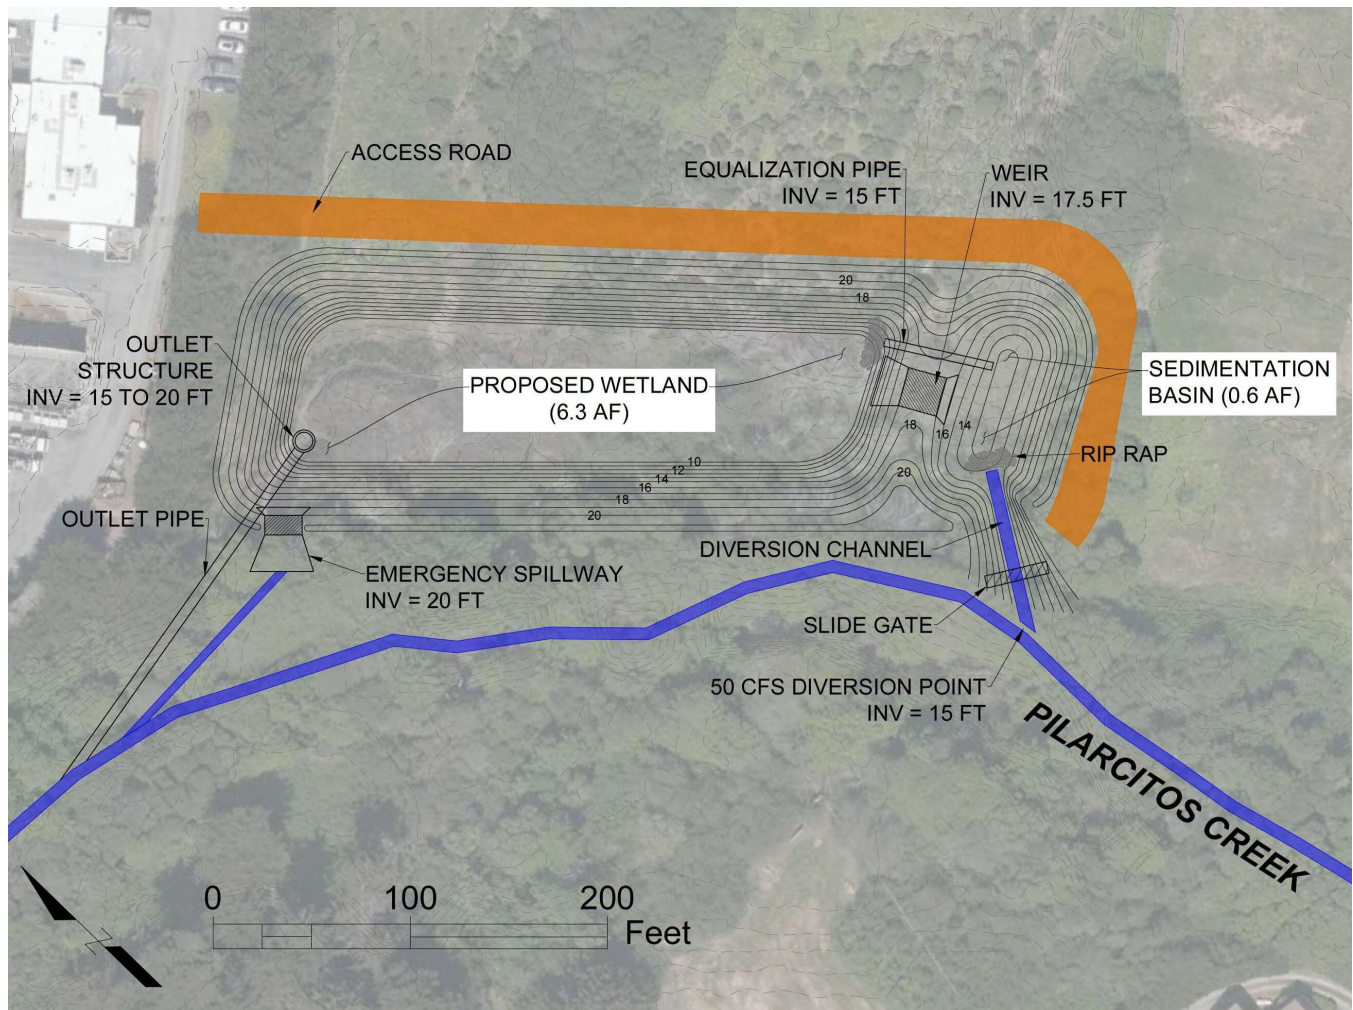 ACCESS ROAD
EQUALIZATION PIPE
INV = 15 FT
WEIR
INV = 17.5 FT
20
18
OUTLET
STRUCTURE
INV = 15 TO 20 FT
PROPOSED WETLAND
(6.3 AF)
SEDIMENTATION
BASIN (0.6 AF)
18
16
14
RIP RAP
10
12
14
16
18
20
20
OUTLET PIPE
DIVERSION CHANNEL
EMERGENCY SPILLWAY
INV = 20 FT
SLIDE GATE
50 CFS DIVERSION POINT
INV = 15 FT
PILARCITOS CREEK
0 100 200
Feet